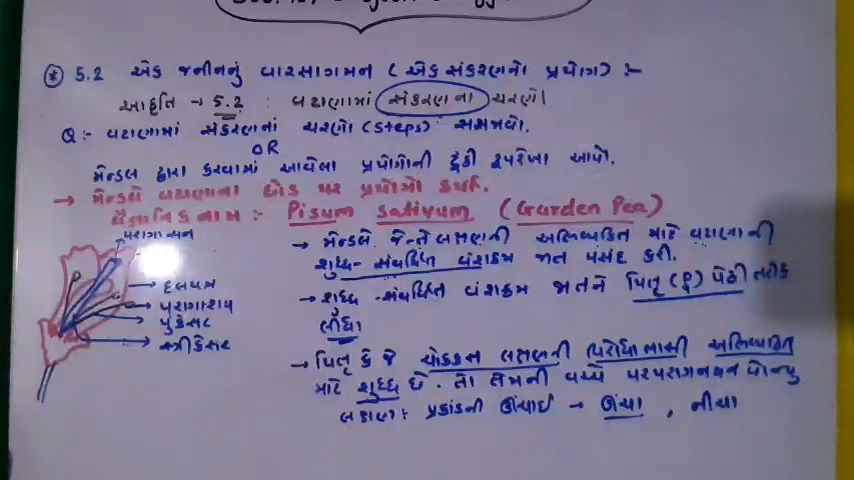 * 5.2 એક જનીનનું વારસાગમન (એક સંકરણનો પ્રયોગ) :-
આકૃતિ → 5.2 : વટાણામાં સંકરણના ચરણો
Q:- વટાણામાં સંકરણનાં ચરણો (Steps) સમજાવો.
OR
મેન્ડલ દ્વારા કરવામાં આવેલા પ્રયોગોની ટૂંકી રૂપરેખા આપો.
→ મેન્ડલે વટાણાના છોડ પર પ્રયોગો કર્યા.
વૈજ્ઞાનિક નામ :- Pisum Sativum (Garden Pea)
પરાગાસન
→ દલપત્ર
→ પરાગાશય
→ પુંકેસર
→ સ્ત્રીકેસર
→ મેન્ડલે જે તે લક્ષણની અભિવ્યક્તિ માટે વટાણાની
શુદ્ધ-સંવર્ધિત વંશક્રમ જાત પસંદ કરી.
→ શુદ્ધ-સંવર્ધિત વંશક્રમ જાતને પિતૃ (P) પેઢી તરીકે
લીધા
→ પિતૃ કે જે ચોક્કસ લક્ષણની વિરોધાભાસી અભિવ્યક્તિ
માટે શુદ્ધ છે. તો તેમની વચ્ચે પરપરાગનયન યોજ્યુ
લક્ષણ: પ્રકાંડની ઊંચાઈ → ઊંચા , નીચા